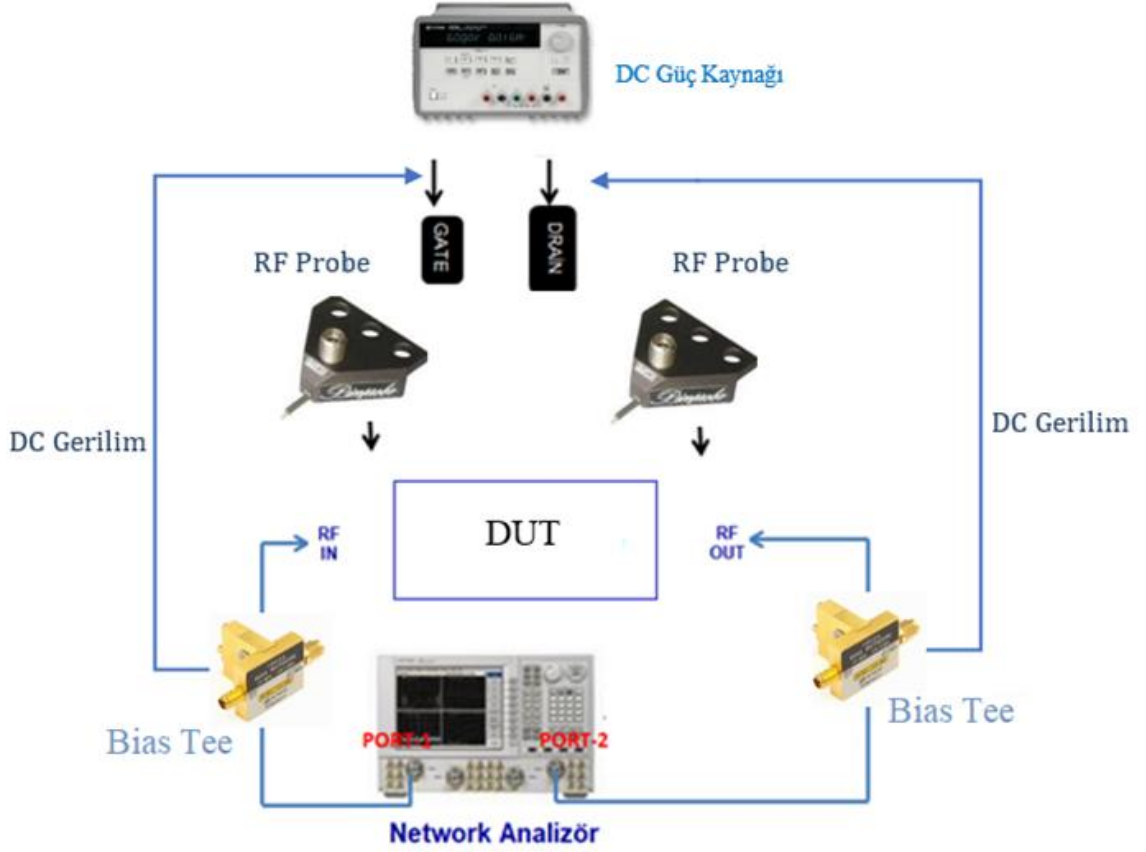 DC Güç Kaynağı
GATE
DRAİN
RF Probe
RF Probe
DC Gerilim
DC Gerilim
DUT
RF
IN
RF
OUT
Bias Tee
Bias Tee
PORT-1
PORT-2
Network Analizör